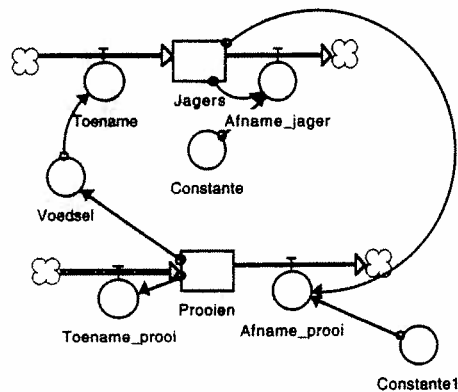 Jagers
Toename
Afname_jager
Constante
Voedsel
Prooien
Toename_prooi
Afname_prooi
Constante1